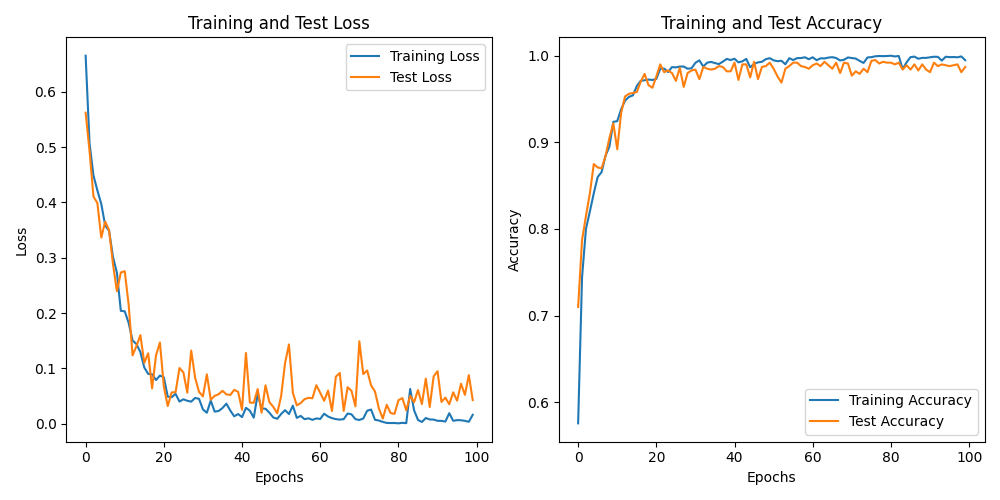 Training and Test Loss
Training Loss
Test Loss
Loss
0.6
0.5
0.4
0.3
0.2
0.1
0.0
0 20 40 60 80 100
Epochs
Training and Test Accuracy
Accuracy
1.0
0.9
0.8
0.7
0.6
Training Accuracy
Test Accuracy
0 20 40 60 80 100
Epochs